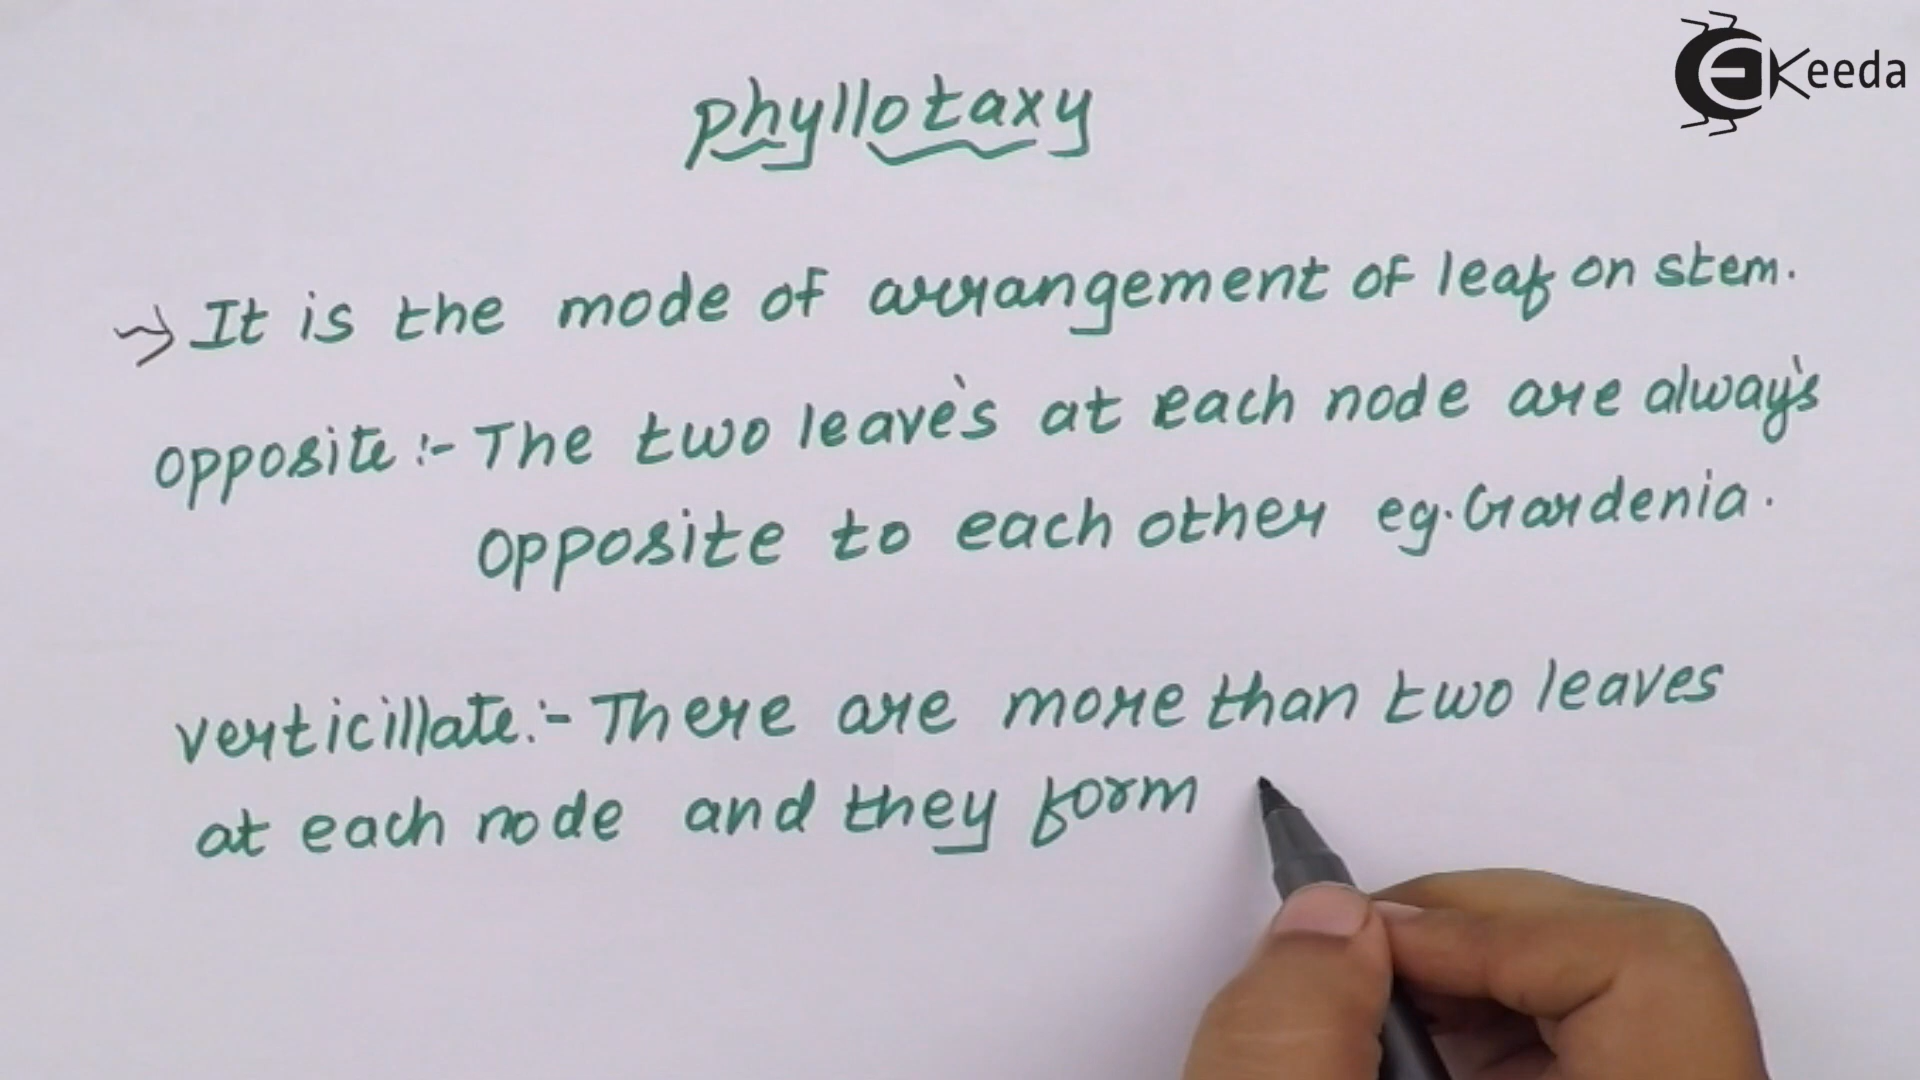 EKeeda
phyllotaxy
It is the mode of arrangement of leaf on stem.
opposite :- The two leave's at each node are alway's
opposite to each other eg. Gardenia.
verticillate :- There are more than two leaves
at each node and they form